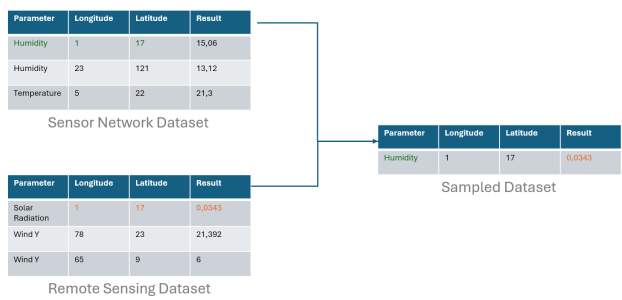 Parameter Longitude Latitude Result
Humidity 1 17 15,06
Humidity 23 121 13,12
Temperature 5 22 21,3
Sensor Network Dataset
Parameter Longitude Latitude Result
Humidity 1 17 0,0343
Sampled Dataset
Parameter Longitude Latitude Result
Solar 1 17 0,0343
Radiation
Wind Y 78 23 21,392
Wind Y 65 9 6
Remote Sensing Dataset